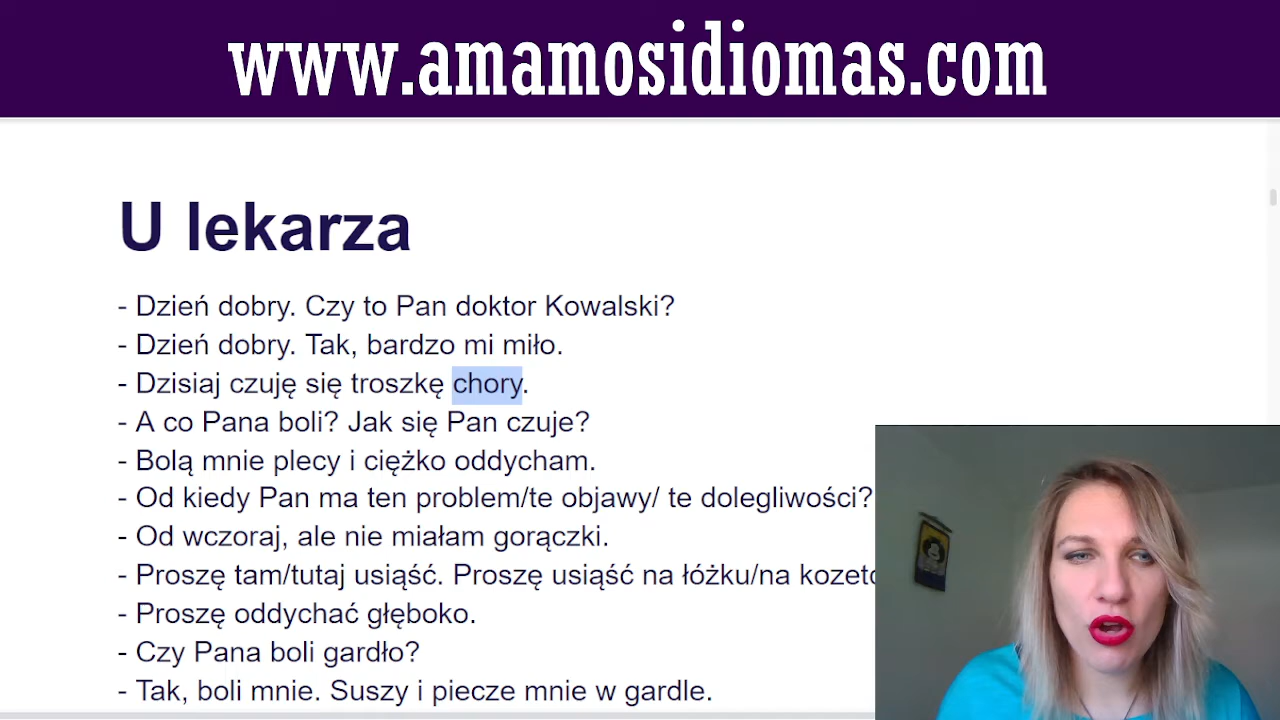 www.amamosidiomas.com
U lekarza
- Dzień dobry. Czy to Pan doktor Kowalski?
- Dzień dobry. Tak, bardzo mi miło.
- Dzisiaj czuję się troszkę chory.
- A co Pana boli? Jak się Pan czuje?
- Bolą mnie plecy i ciężko oddycham.
- Od kiedy Pan ma ten problem/te objawy/ te dolegliwości?
- Od wczoraj, ale nie miałam gorączki.
- Proszę tam/tutaj usiąść. Proszę usiąść na łóżku/na
- Proszę oddychać głęboko.
- Czy Pana boli gardło?
- Tak, boli mnie. Suszy i piecze mnie w gardle.